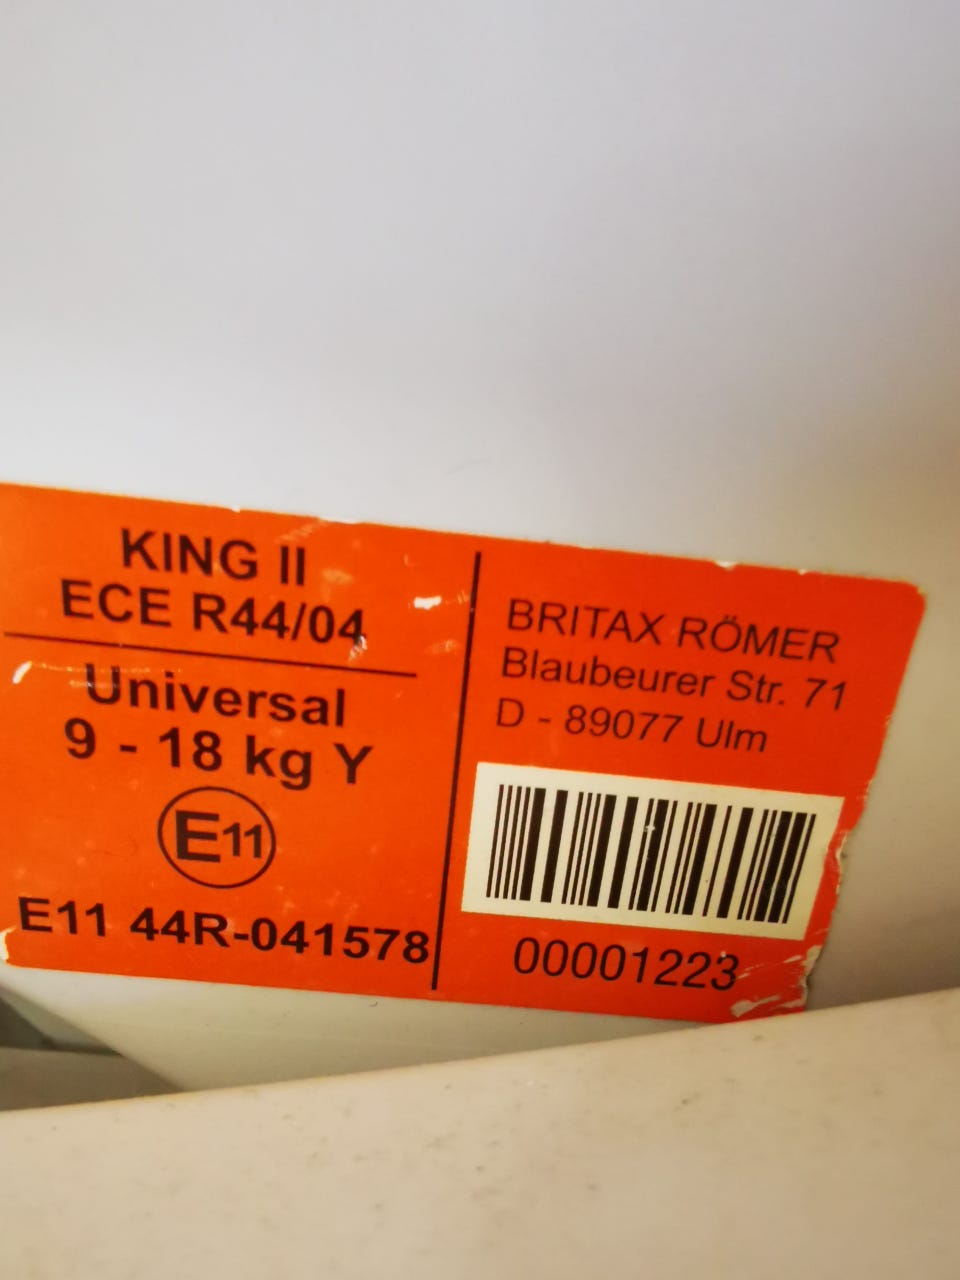 KING II
ECE R44/04
Universal
9 - 18 kg Y
E11
E11 44R-041578
BRITAX RÖMER
Blaubeurer Str. 71
D - 89077 Ulm
00001223